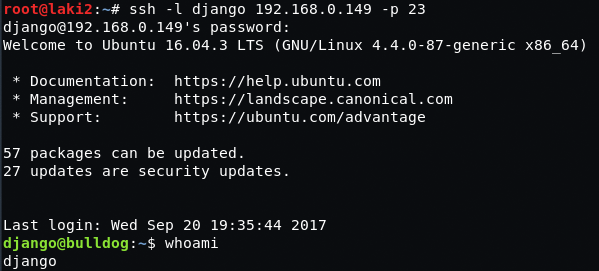 root@laki2:~# ssh -l django 192.168.0.149 -p 23
django@192.168.0.149's password:
Welcome to Ubuntu 16.04.3 LTS (GNU/Linux 4.4.0-87-generic x86_64)

 * Documentation:  https://help.ubuntu.com
 * Management:     https://landscape.canonical.com
 * Support:        https://ubuntu.com/advantage

57 packages can be updated.
27 updates are security updates.


Last login: Wed Sep 20 19:35:44 2017
django@bulldog:~$ whoami
django